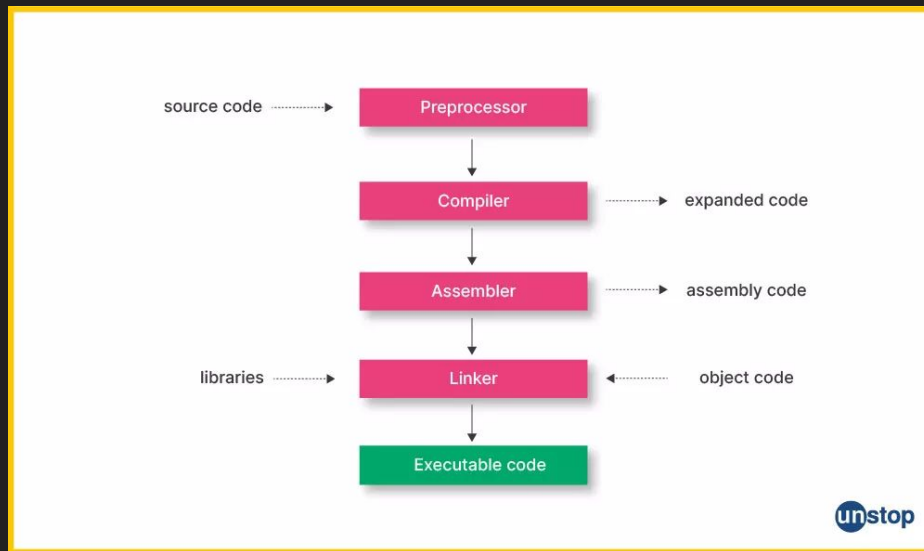 source code
Preprocessor
Compiler
expanded code
Assembler
assembly code
libraries
Linker
object code
Executable code
unstop